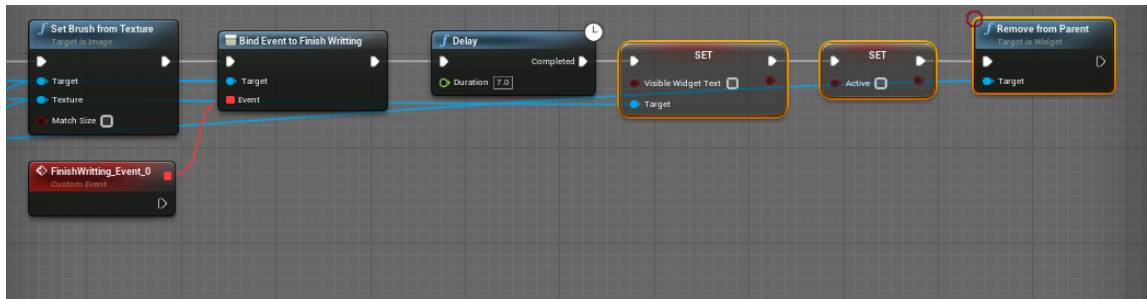 Set Brush from Texture
Target is Image
Target
Texture
Match Size
Bind Event to Finish Writting
Target
Event
Delay
Completed
Duration 7.0
SET
Visible Widget Text
Target
SET
Active
Remove from Parent
Target is Widget
Target
FinishWritting_Event_0
Custom Event